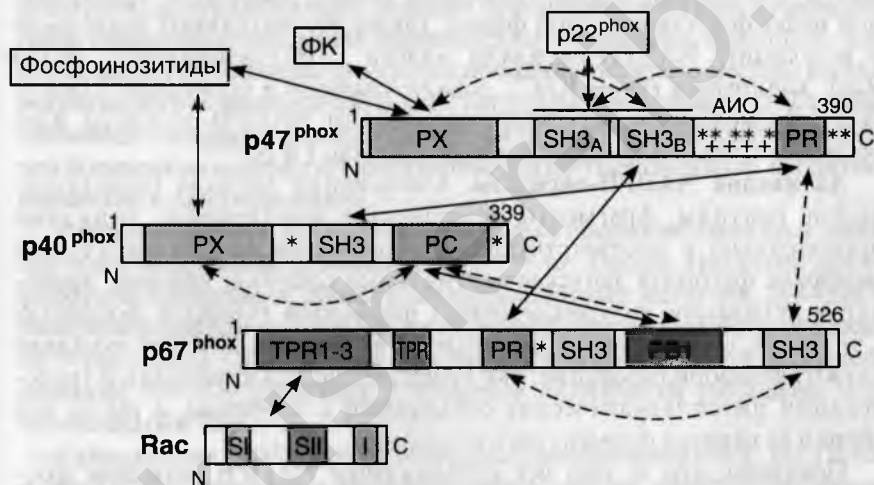 ФК
p22phox
Фосфоинозитиды
1 АИО 390
p47phox PX SH3A SH3B *** ** * ++++ PR ** C
N
1 339
p40phox PX * SH3 PC * C
N
1 526
p67phox TPR1-3 TPR PR * SH3 SH3 C
N
Rac SI SII I C
N